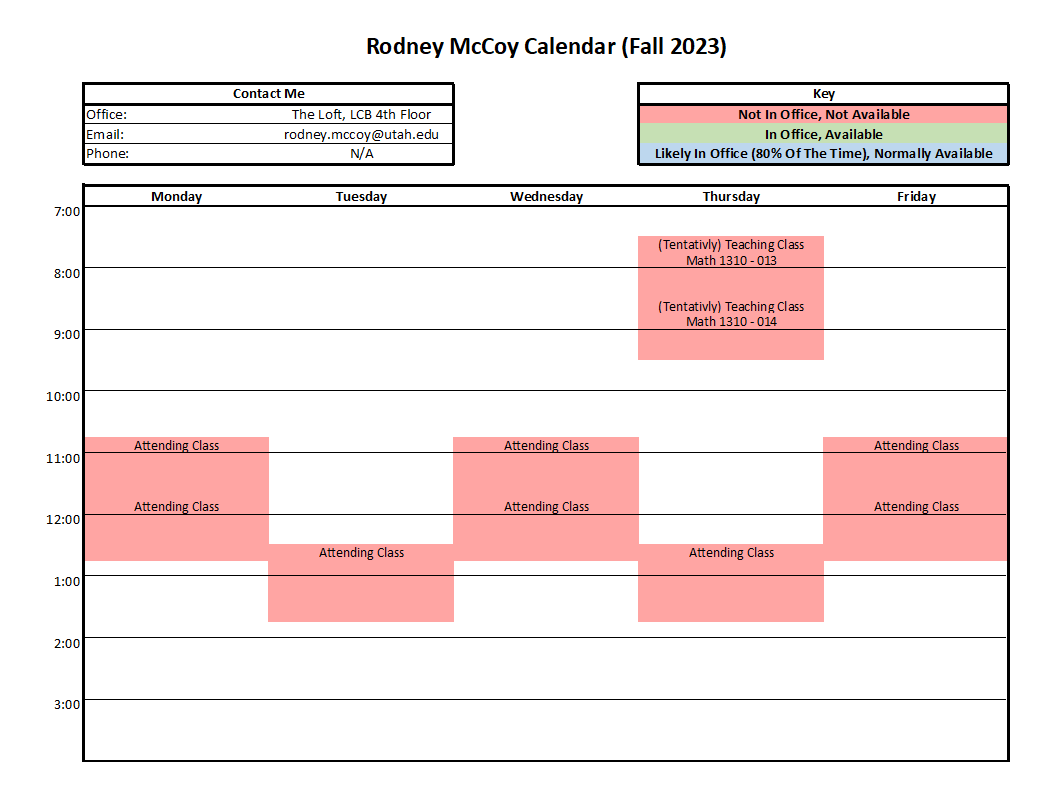 Rodney McCoy Calendar (Fall 2023)
Contact Me
Office: The Loft, LCB 4th Floor
Email: rodney.mccoy@utah.edu
Phone: N/A
Key
Not In Office, Not Available
In Office, Available
Likely In Office (80% Of The Time), Normally Available
Monday Tuesday Wednesday Thursday Friday
7:00
(Tentativly) Teaching Class
Math 1310 - 013
8:00
(Tentativly) Teaching Class
Math 1310 - 014
9:00
10:00
Attending Class Attending Class Attending Class
11:00
Attending Class Attending Class Attending Class
12:00
Attending Class Attending Class
1:00
2:00
3:00